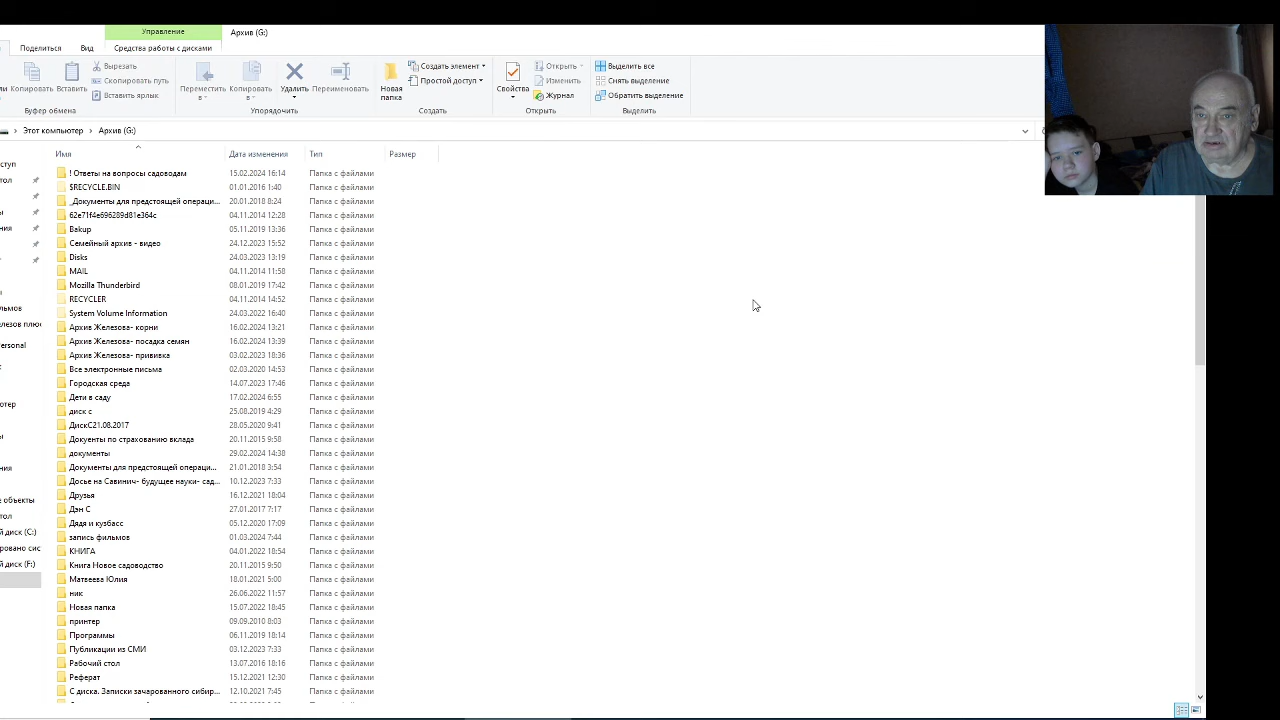 Управление
Архив (G:)
Поделиться
Вид
Средства работы с дисками
Копировать
Вставить
Вырезать
Скопировать путь
Вставить ярлык
Буфер обмена
Переместить в
Копировать в
Удалить
Переименовать
Упорядочить
Новая папка
Создать элемент
Простой доступ
Создать
Свойства
Открыть
Изменить
Журнал
Открыть
Выделить все
Снять выделение
Обратить выделение
Выделить
Этот компьютер
Архив (G:)
Имя Дата изменения Тип Размер
! Ответы на вопросы садоводам 15.02.2024 16:14 Папка с файлами
$RECYCLE.BIN 01.01.2016 1:40 Папка с файлами
_Документы для предстоящей операци... 20.01.2018 8:24 Папка с файлами
62e71f4e696289d81e364c 04.11.2014 12:28 Папка с файлами
Bakup 05.11.2019 13:36 Папка с файлами
Cемейный архив - видео 24.12.2023 15:52 Папка с файлами
Disks 24.03.2023 13:19 Папка с файлами
MAIL 04.11.2014 11:58 Папка с файлами
Mozilla Thunderbird 08.01.2019 17:42 Папка с файлами
RECYCLER 04.11.2014 14:52 Папка с файлами
System Volume Information 24.03.2022 16:40 Папка с файлами
Архив Железова- корни 16.02.2024 13:21 Папка с файлами
Архив Железова- посадка семян 16.02.2024 13:39 Папка с файлами
Архив Железова- прививка 03.02.2023 18:36 Папка с файлами
Все электронные письма 02.03.2020 14:53 Папка с файлами
Городская среда 14.07.2023 17:46 Папка с файлами
Дети в саду 17.02.2024 6:55 Папка с файлами
диск с 25.08.2019 4:29 Папка с файлами
ДискС21.08.2017 28.05.2020 9:41 Папка с файлами
Докуенты по страхованию вклада 20.11.2015 9:58 Папка с файлами
документы 29.02.2024 14:38 Папка с файлами
Документы для предстоящей операци... 21.01.2018 3:54 Папка с файлами
Досье на Савинич- будущее науки- сад... 10.12.2023 7:33 Папка с файлами
Друзья 16.12.2021 18:04 Папка с файлами
Дэн С 27.01.2017 7:17 Папка с файлами
Дядя и кузбасс 05.12.2020 17:09 Папка с файлами
запись фильмов 01.03.2024 7:44 Папка с файлами
КНИГА 04.01.2022 18:54 Папка с файлами
Книга Новое садоводство 20.11.2015 9:50 Папка с файлами
Матвеева Юлия 18.01.2021 5:00 Папка с файлами
ник 26.06.2022 11:57 Папка с файлами
Новая папка 15.07.2022 18:45 Папка с файлами
принтер 09.09.2010 8:03 Папка с файлами
Программы 06.11.2019 18:14 Папка с файлами
Публикации из СМИ 03.12.2023 7:33 Папка с файлами
Рабочий стол 13.07.2016 18:16 Папка с файлами
Реферат 15.12.2021 12:30 Папка с файлами
С диска. Записки зачарованного сибир... 12.10.2021 7:45 Папка с файлами
ступ
тол
ы
ния
льмов
елезов плю
ersonal
ютер
ы
ния
е объекты
тол
й диск (C:)
ровано сис
й диск (F:)